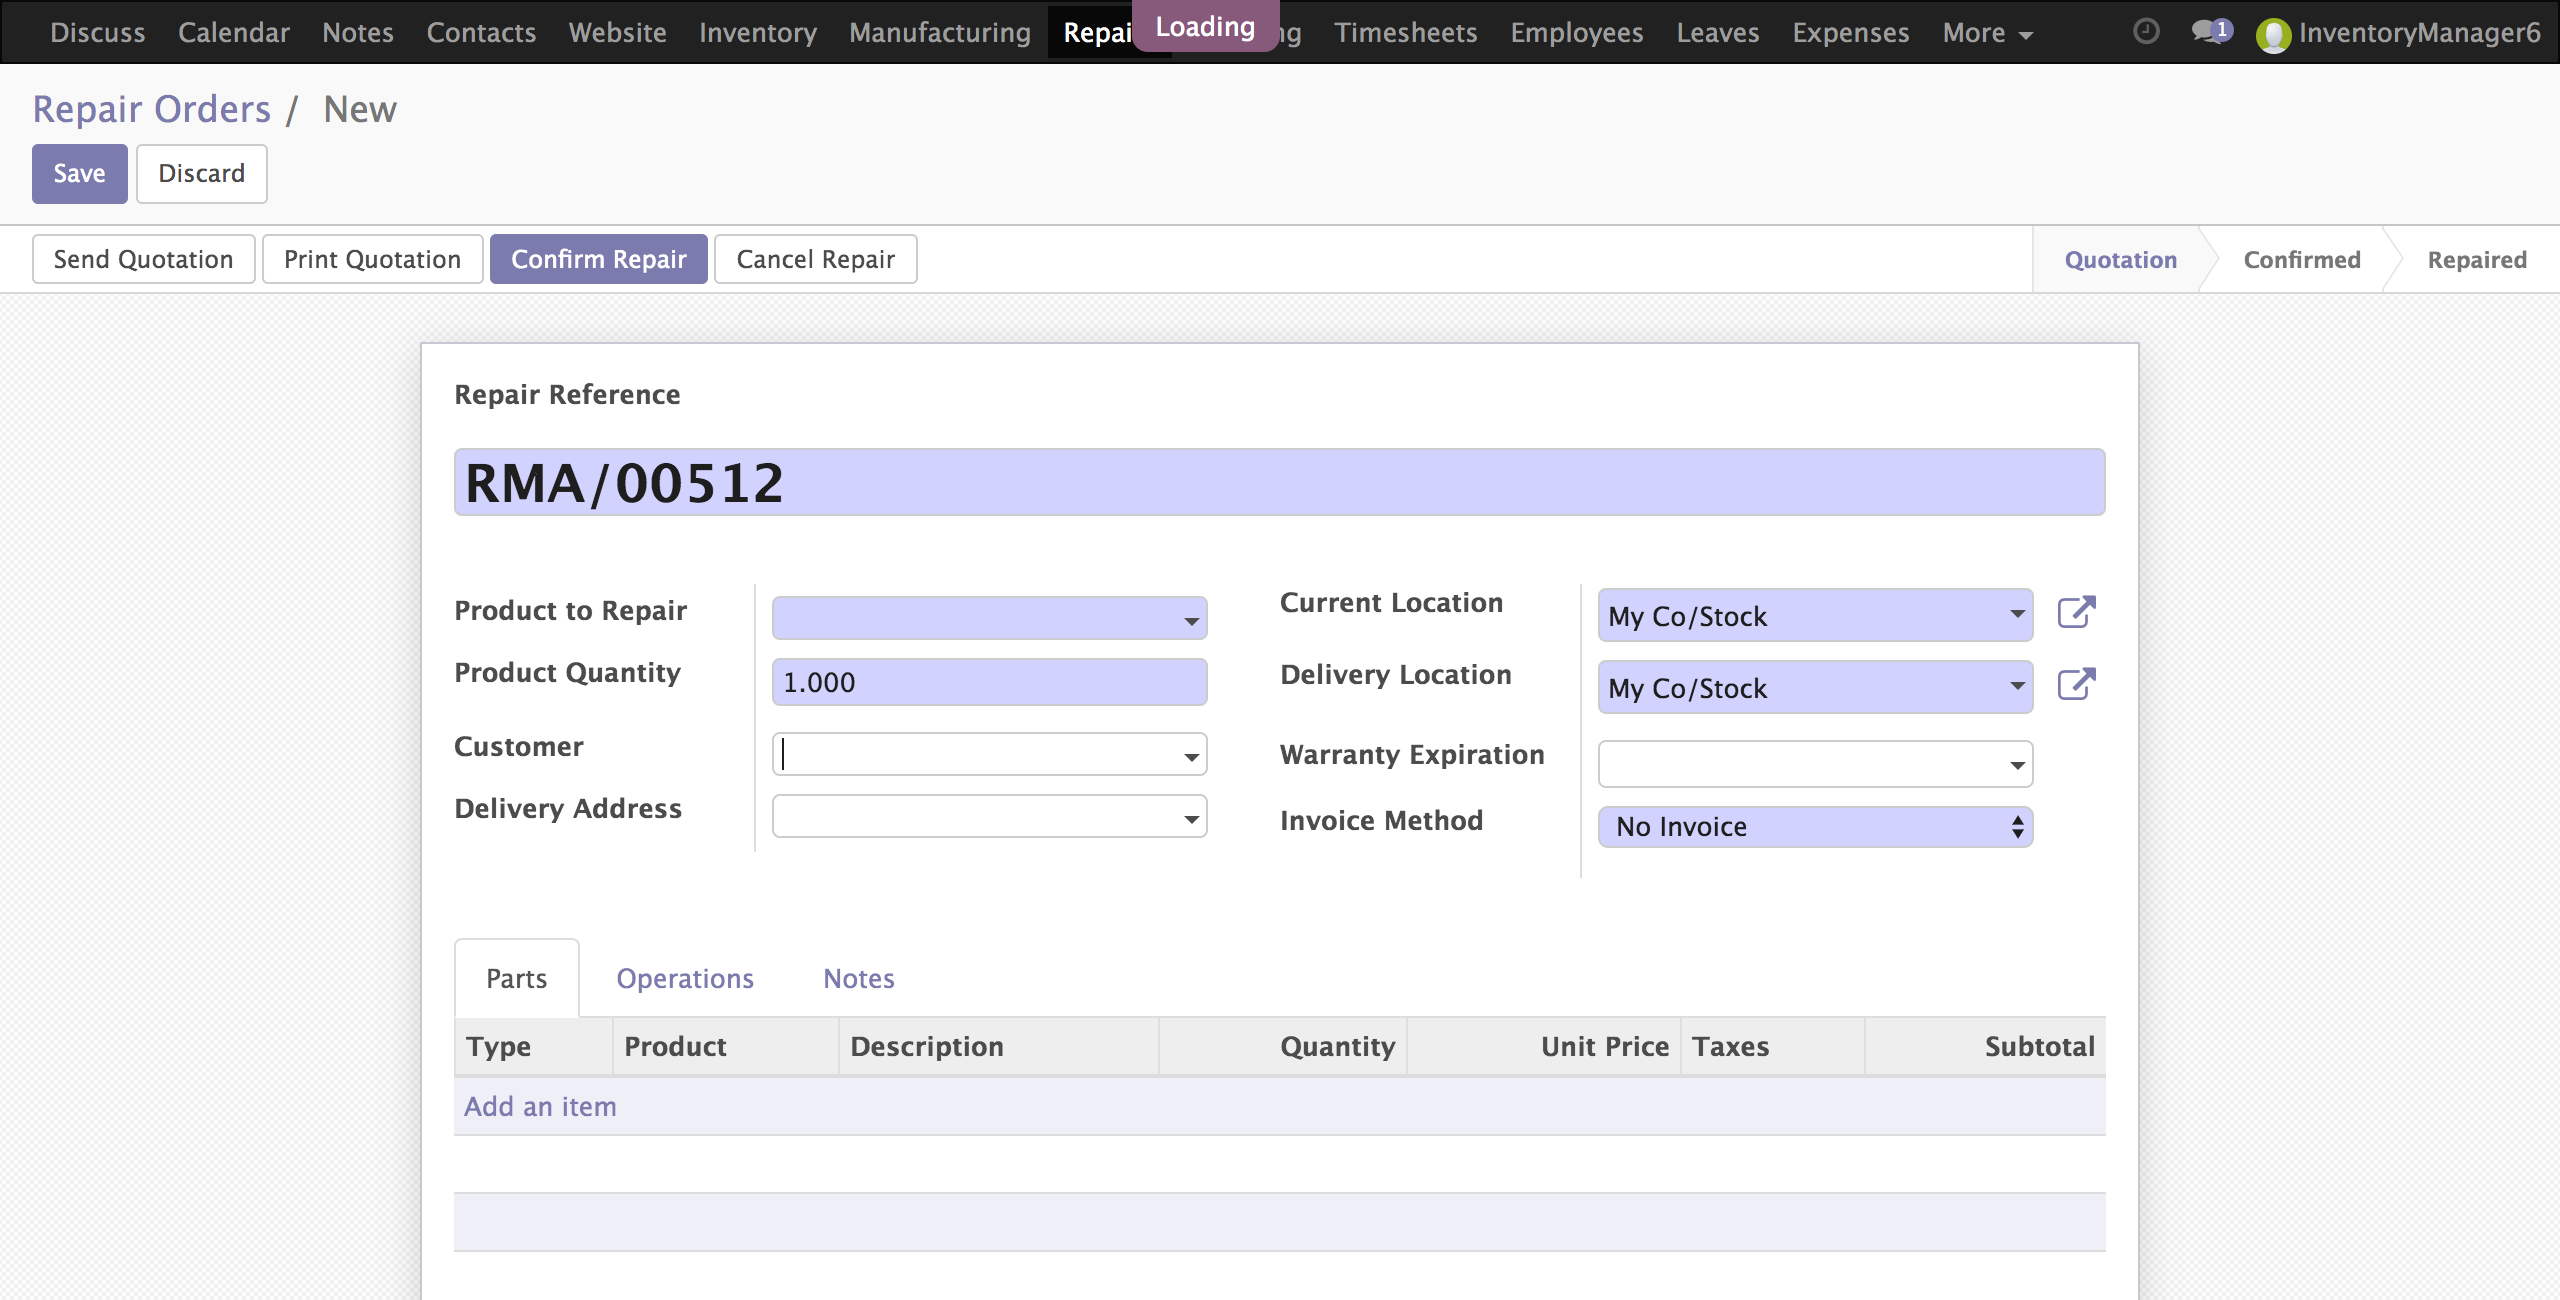 Discuss Calendar Notes Contacts Website Inventory Manufacturing Repai Loading ng Timesheets Employees Leaves Expenses More 1 InventoryManager6
Repair Orders / New
Save Discard
Send Quotation Print Quotation Confirm Repair Cancel Repair Quotation Confirmed Repaired
Repair Reference
RMA/00512
Product to Repair
Product Quantity 1.000
Customer
Delivery Address
Current Location My Co/Stock
Delivery Location My Co/Stock
Warranty Expiration
Invoice Method No Invoice
Parts Operations Notes
Type Product Description Quantity Unit Price Taxes Subtotal
Add an item